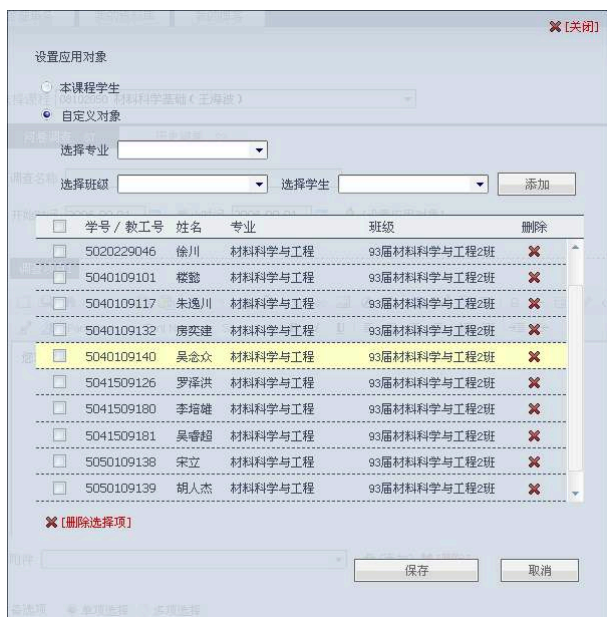 [关闭]
设置应用对象
本课程学生
自定义对象
选择专业
选择班级 选择学生 添加
学号 / 教工号 姓名 专业 班级 删除
5020229046 徐川 材料科学与工程 93届材料科学与工程2班
5040109101 楼懿 材料科学与工程 93届材料科学与工程2班
5040109117 朱逸川 材料科学与工程 93届材料科学与工程2班
5040109132 房奕建 材料科学与工程 93届材料科学与工程2班
5040109140 吴念众 材料科学与工程 93届材料科学与工程2班
5041509126 罗泽洪 材料科学与工程 93届材料科学与工程2班
5041509180 李培雄 材料科学与工程 93届材料科学与工程2班
5041509181 吴睿超 材料科学与工程 93届材料科学与工程2班
5050109138 宋立 材料科学与工程 93届材料科学与工程2班
5050109139 胡人杰 材料科学与工程 93届材料科学与工程2班
[删除选择项]
保存 取消
单项选择 多项选择